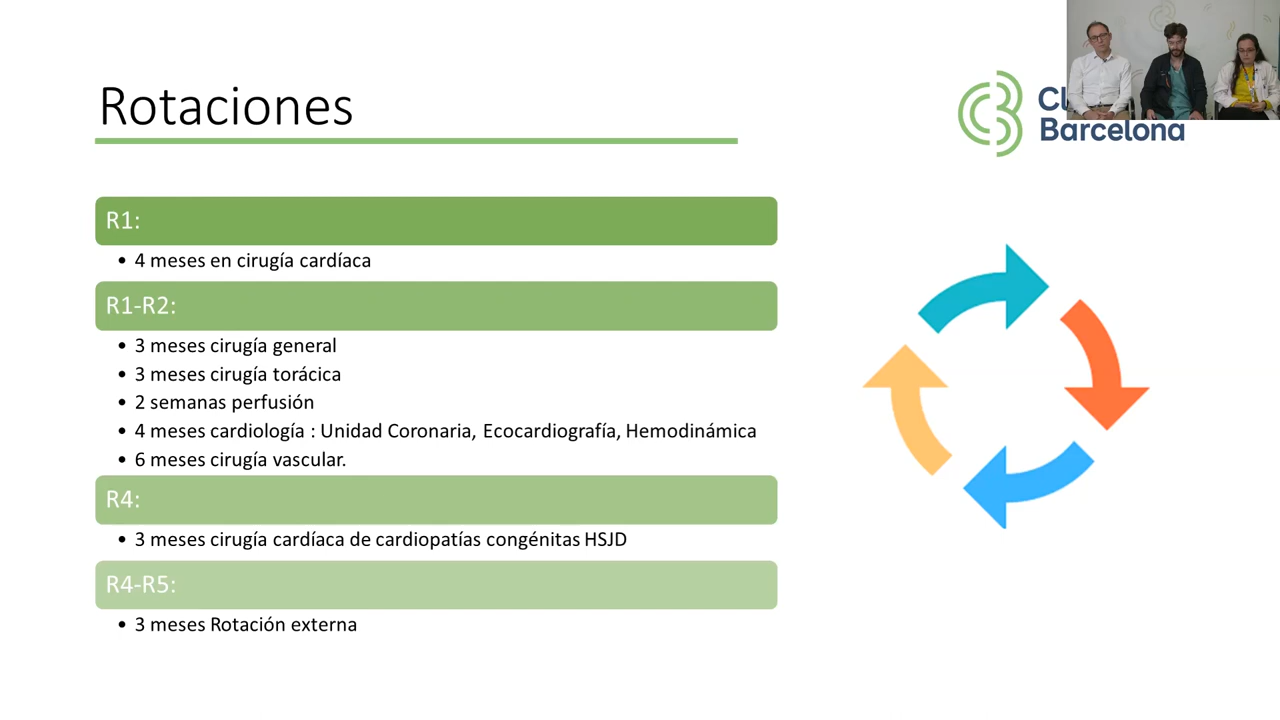 Rotaciones
Barcelona
R1:
• 4 meses en cirugía cardíaca
R1-R2:
• 3 meses cirugía general
• 3 meses cirugía torácica
• 2 semanas perfusión
• 4 meses cardiología : Unidad Coronaria, Ecocardiografía, Hemodinámica
• 6 meses cirugía vascular.
R4:
• 3 meses cirugía cardíaca de cardiopatías congénitas HSJD
R4-R5:
• 3 meses Rotación externa